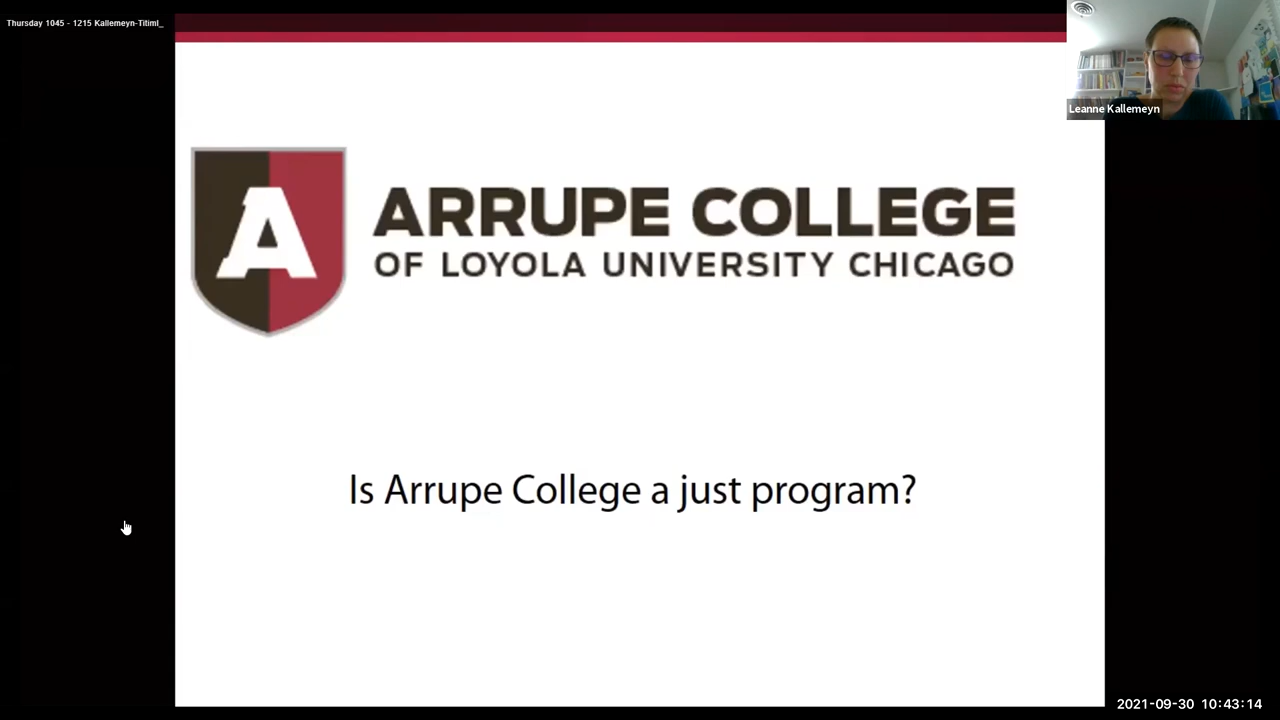 Thursday 1045 - 1215 Kallemeyn-Titiml_
Leanne Kallemeyn
A
ARRUPE COLLEGE
OF LOYOLA UNIVERSITY CHICAGO
Is Arrupe College a just program?
2021-09-30 10:43:14